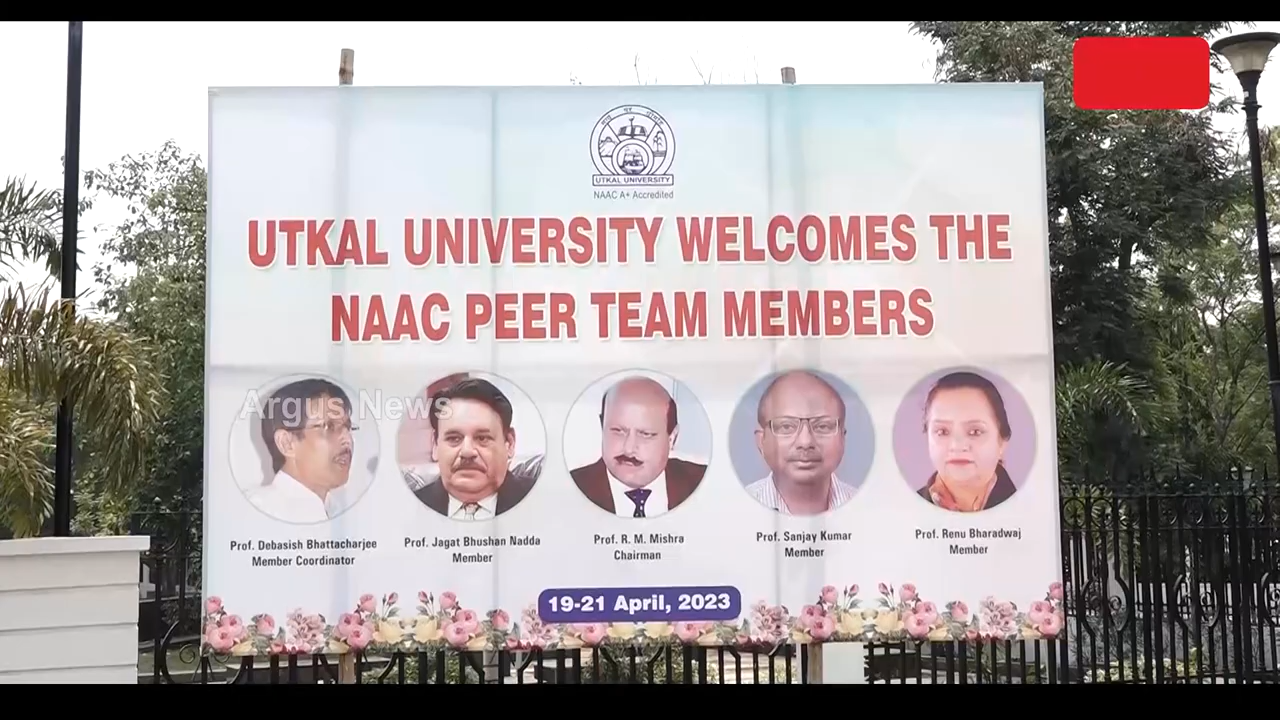 UTKAL UNIVERSITY
NAAC A+ Accredited
UTKAL UNIVERSITY WELCOMES THE
NAAC PEER TEAM MEMBERS
Argus News
Prof. Debasish Bhattacharjee
Member Coordinator
Prof. Jagat Bhushan Nadda
Member
Prof. R. M. Mishra
Chairman
Prof. Sanjay Kumar
Member
Prof. Renu Bharadwaj
Member
19-21 April, 2023